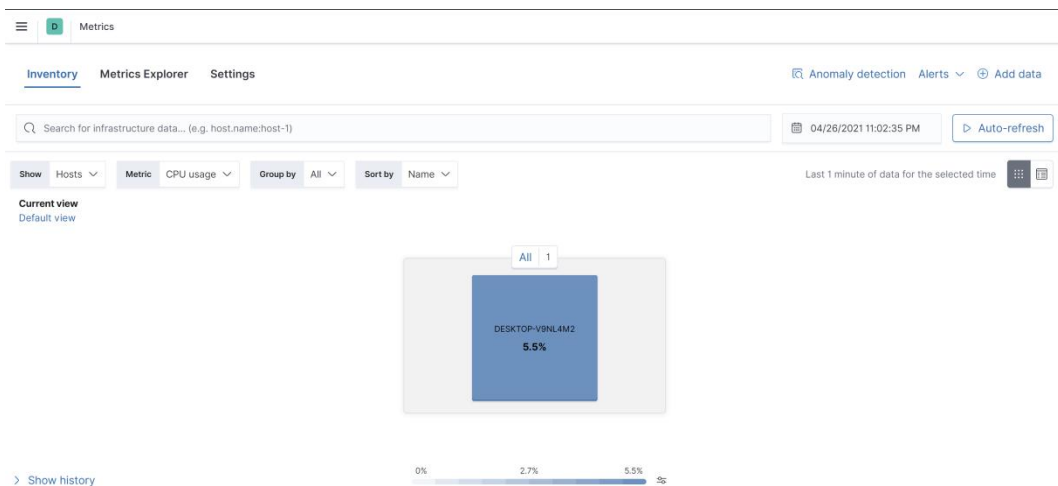 D Metrics
Inventory Metrics Explorer Settings Anomaly detection Alerts Add data
Search for infrastructure data... (e.g. host.name:host-1) 04/26/2021 11:02:35 PM Auto-refresh
Show Hosts Metric CPU usage Group by All Sort by Name Last 1 minute of data for the selected time
Current view
Default view
All 1
DESKTOP-V9NL4M2
5.5%
0% 2.7% 5.5%
Show history